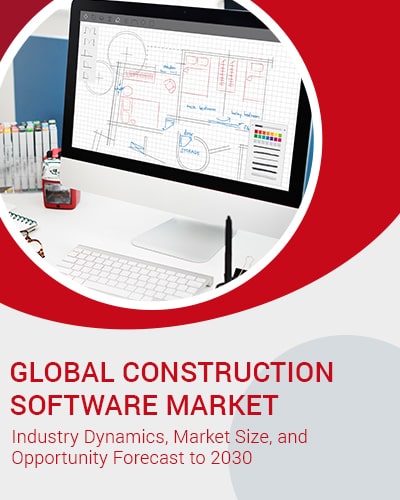 GLOBAL CONSTRUCTION
SOFTWARE MARKET
Industry Dynamics, Market Size, and
Opportunity Forecast to 2030